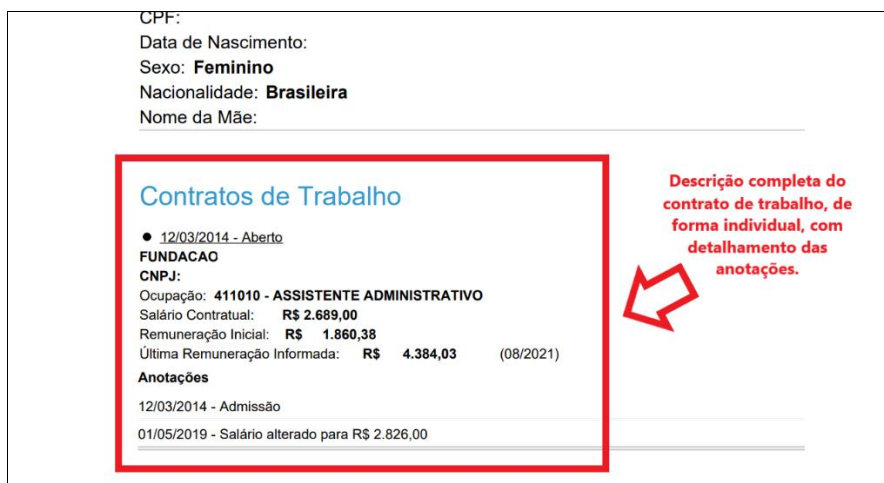 CPF:
Data de Nascimento:
Sexo: Feminino
Nacionalidade: Brasileira
Nome da Mãe:
Contratos de Trabalho
● 12/03/2014 - Aberto
FUNDACAO
CNPJ:
Ocupação: 411010 - ASSISTENTE ADMINISTRATIVO
Salário Contratual: R$ 2.689,00
Remuneração Inicial: R$ 1.860,38
Última Remuneração Informada: R$ 4.384,03 (08/2021)
Anotações
12/03/2014 - Admissão
01/05/2019 - Salário alterado para R$ 2.826,00
Descrição completa do
contrato de trabalho, de
forma individual, com
detalhamento das
anotações.